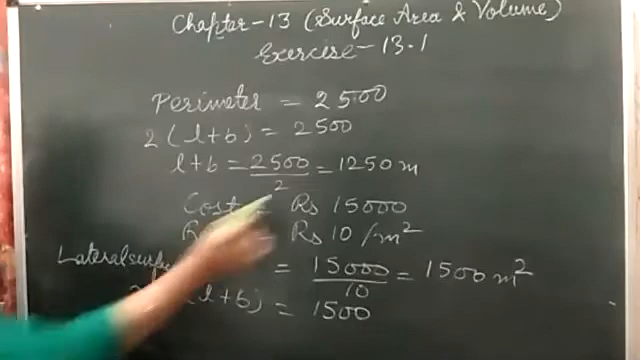 Chapter-13 (Surface Area & Volume)
Exercise-13.1
Perimeter = 2500
2(l+b) = 2500
l+b = 2500/2 = 1250 m
Cost = Rs 15000
= Rs 10/m²
Lateral = 15000/10 = 1500 m²
(l+b) = 1500